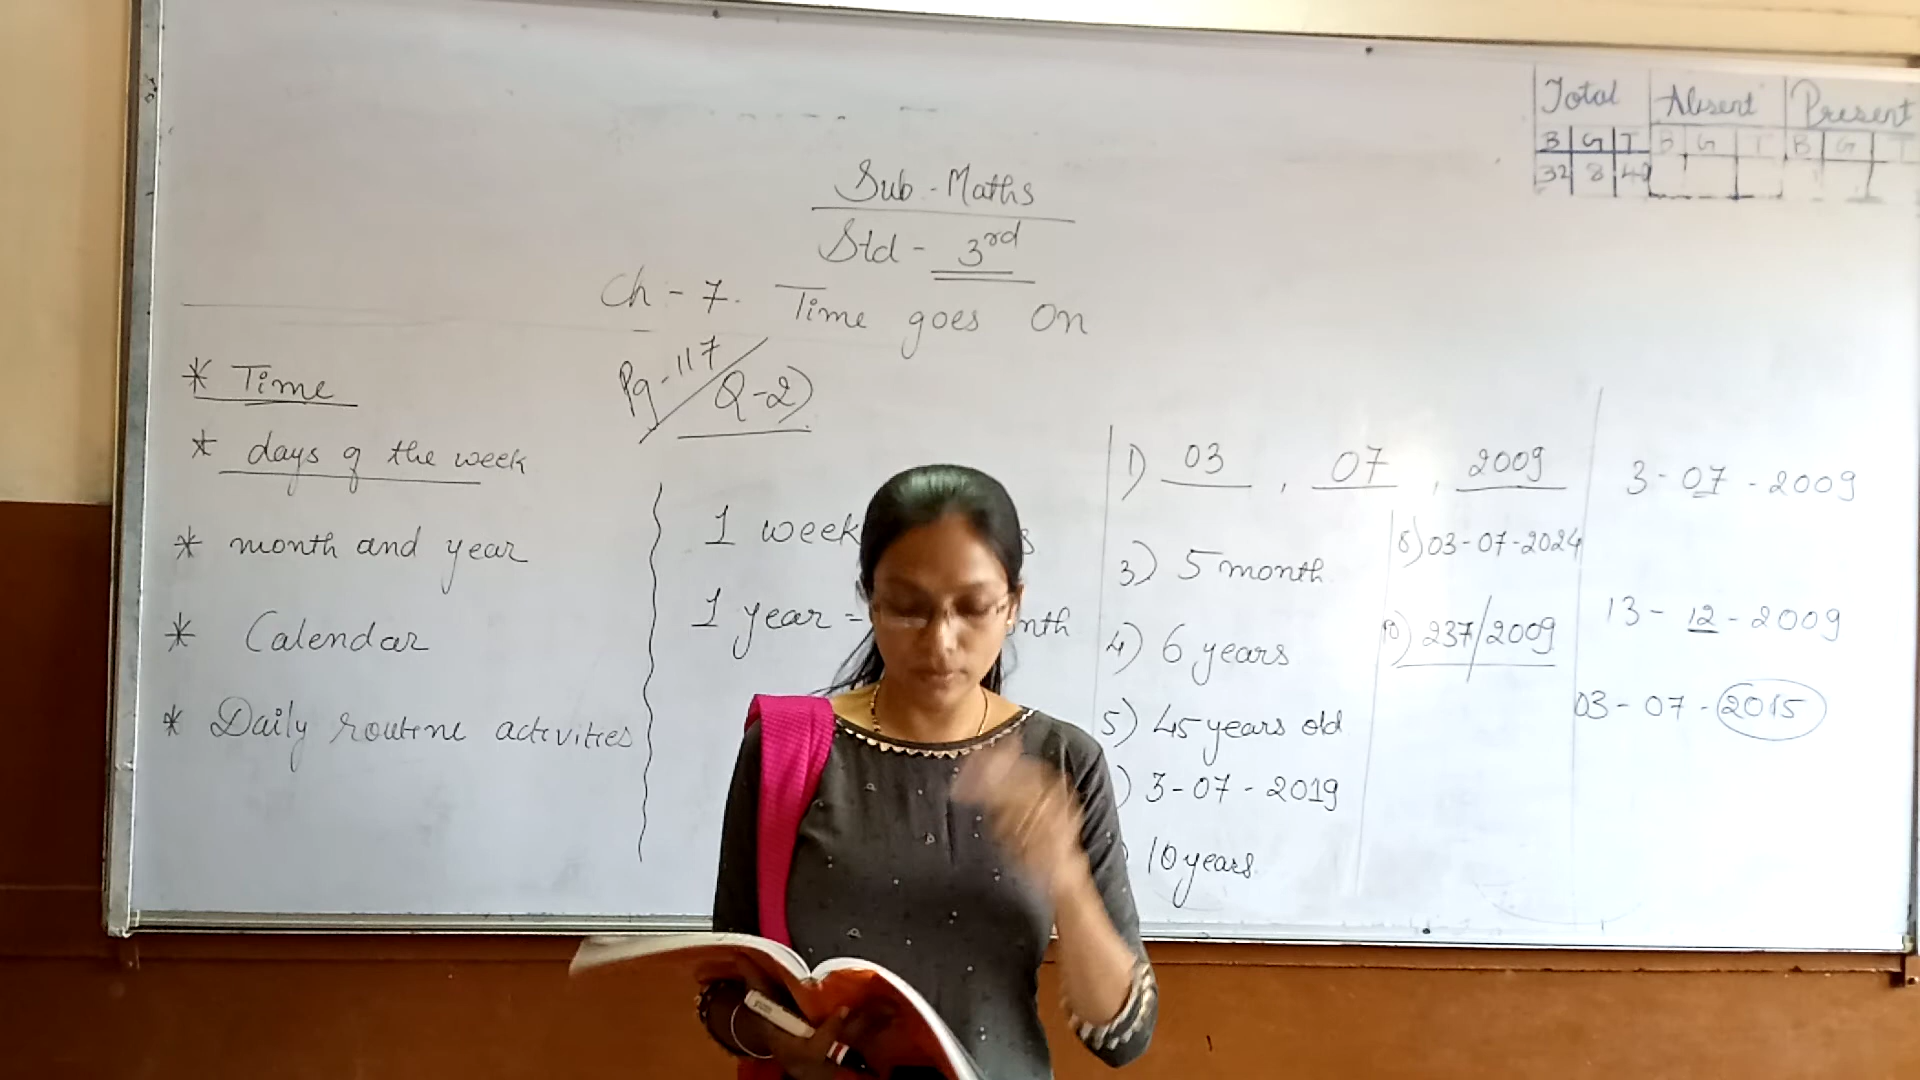 Total Absent Present
B G T B G T B G T
32 8 40
Sub - Maths
Std - 3rd
Ch - 7. Time goes On
Pg - 117 / Q-2)
* Time
* days of the week
* month and year
* Calendar
* Daily routine activities
1 week
1 year =
nth
1) 03, 07, 2009
3) 5 month
4) 6 years
5) 45 years old
) 3-07-2019
10 years
8) 03-07-2024
10) 237/2009
3-07-2009
13-12-2009
03-07-2015